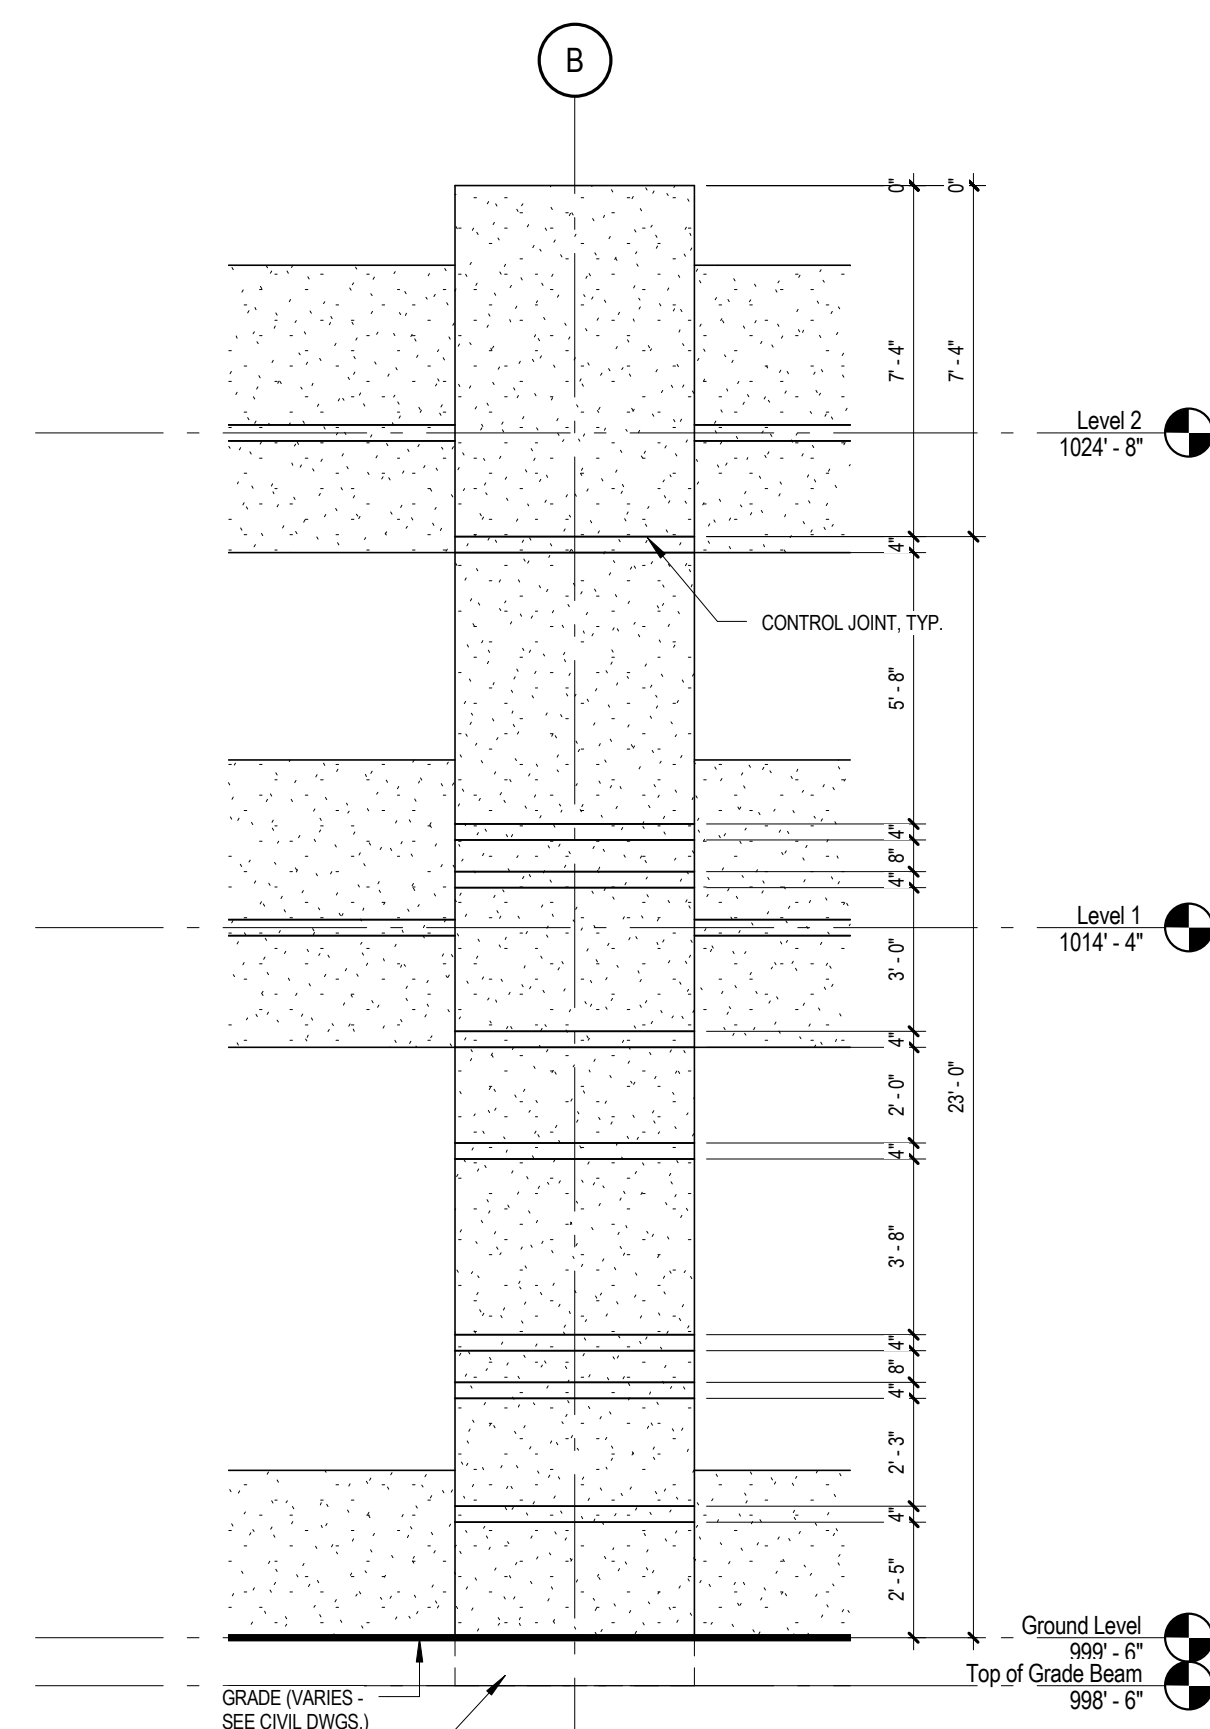 B
0"
0"
7' - 4"
7' - 4"
Level 2
1024' - 8"
4"
CONTROL JOINT, TYP.
5' - 8"
4"
8"
4"
Level 1
1014' - 4"
3' - 0"
4"
2' - 0"
23' - 0"
4"
3' - 8"
4"
8"
4"
2' - 3"
4"
2' - 5"
Ground Level
999' - 6"
Top of Grade Beam
998' - 6"
GRADE (VARIES -
SEE CIVIL DWGS.)